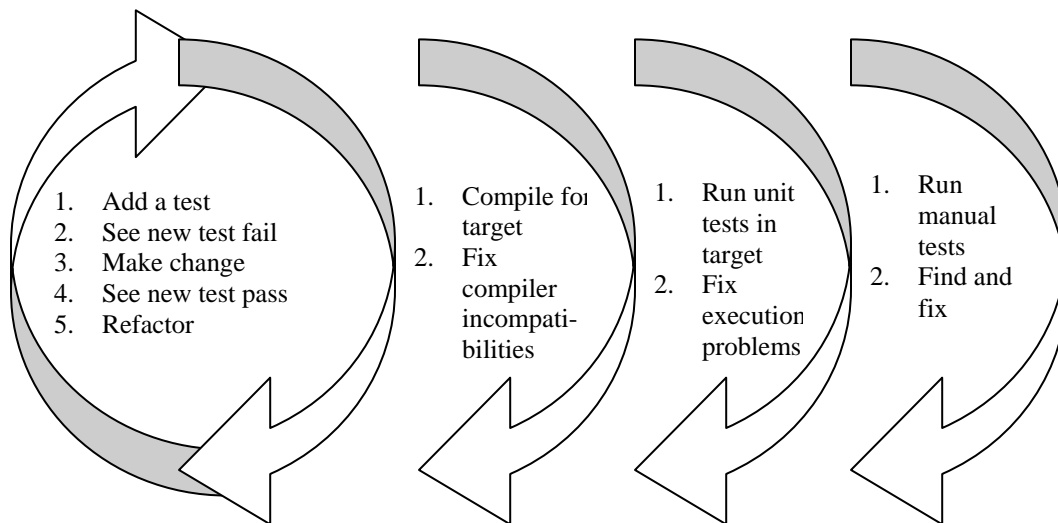 1. Add a test
2. See new test fail
3. Make change
4. See new test pass
5. Refactor
1. Compile for
target
2. Fix
compiler
incompati-
bilities
1. Run unit
tests in
target
2. Fix
execution
problems
1. Run
manual
tests
2. Find and
fix